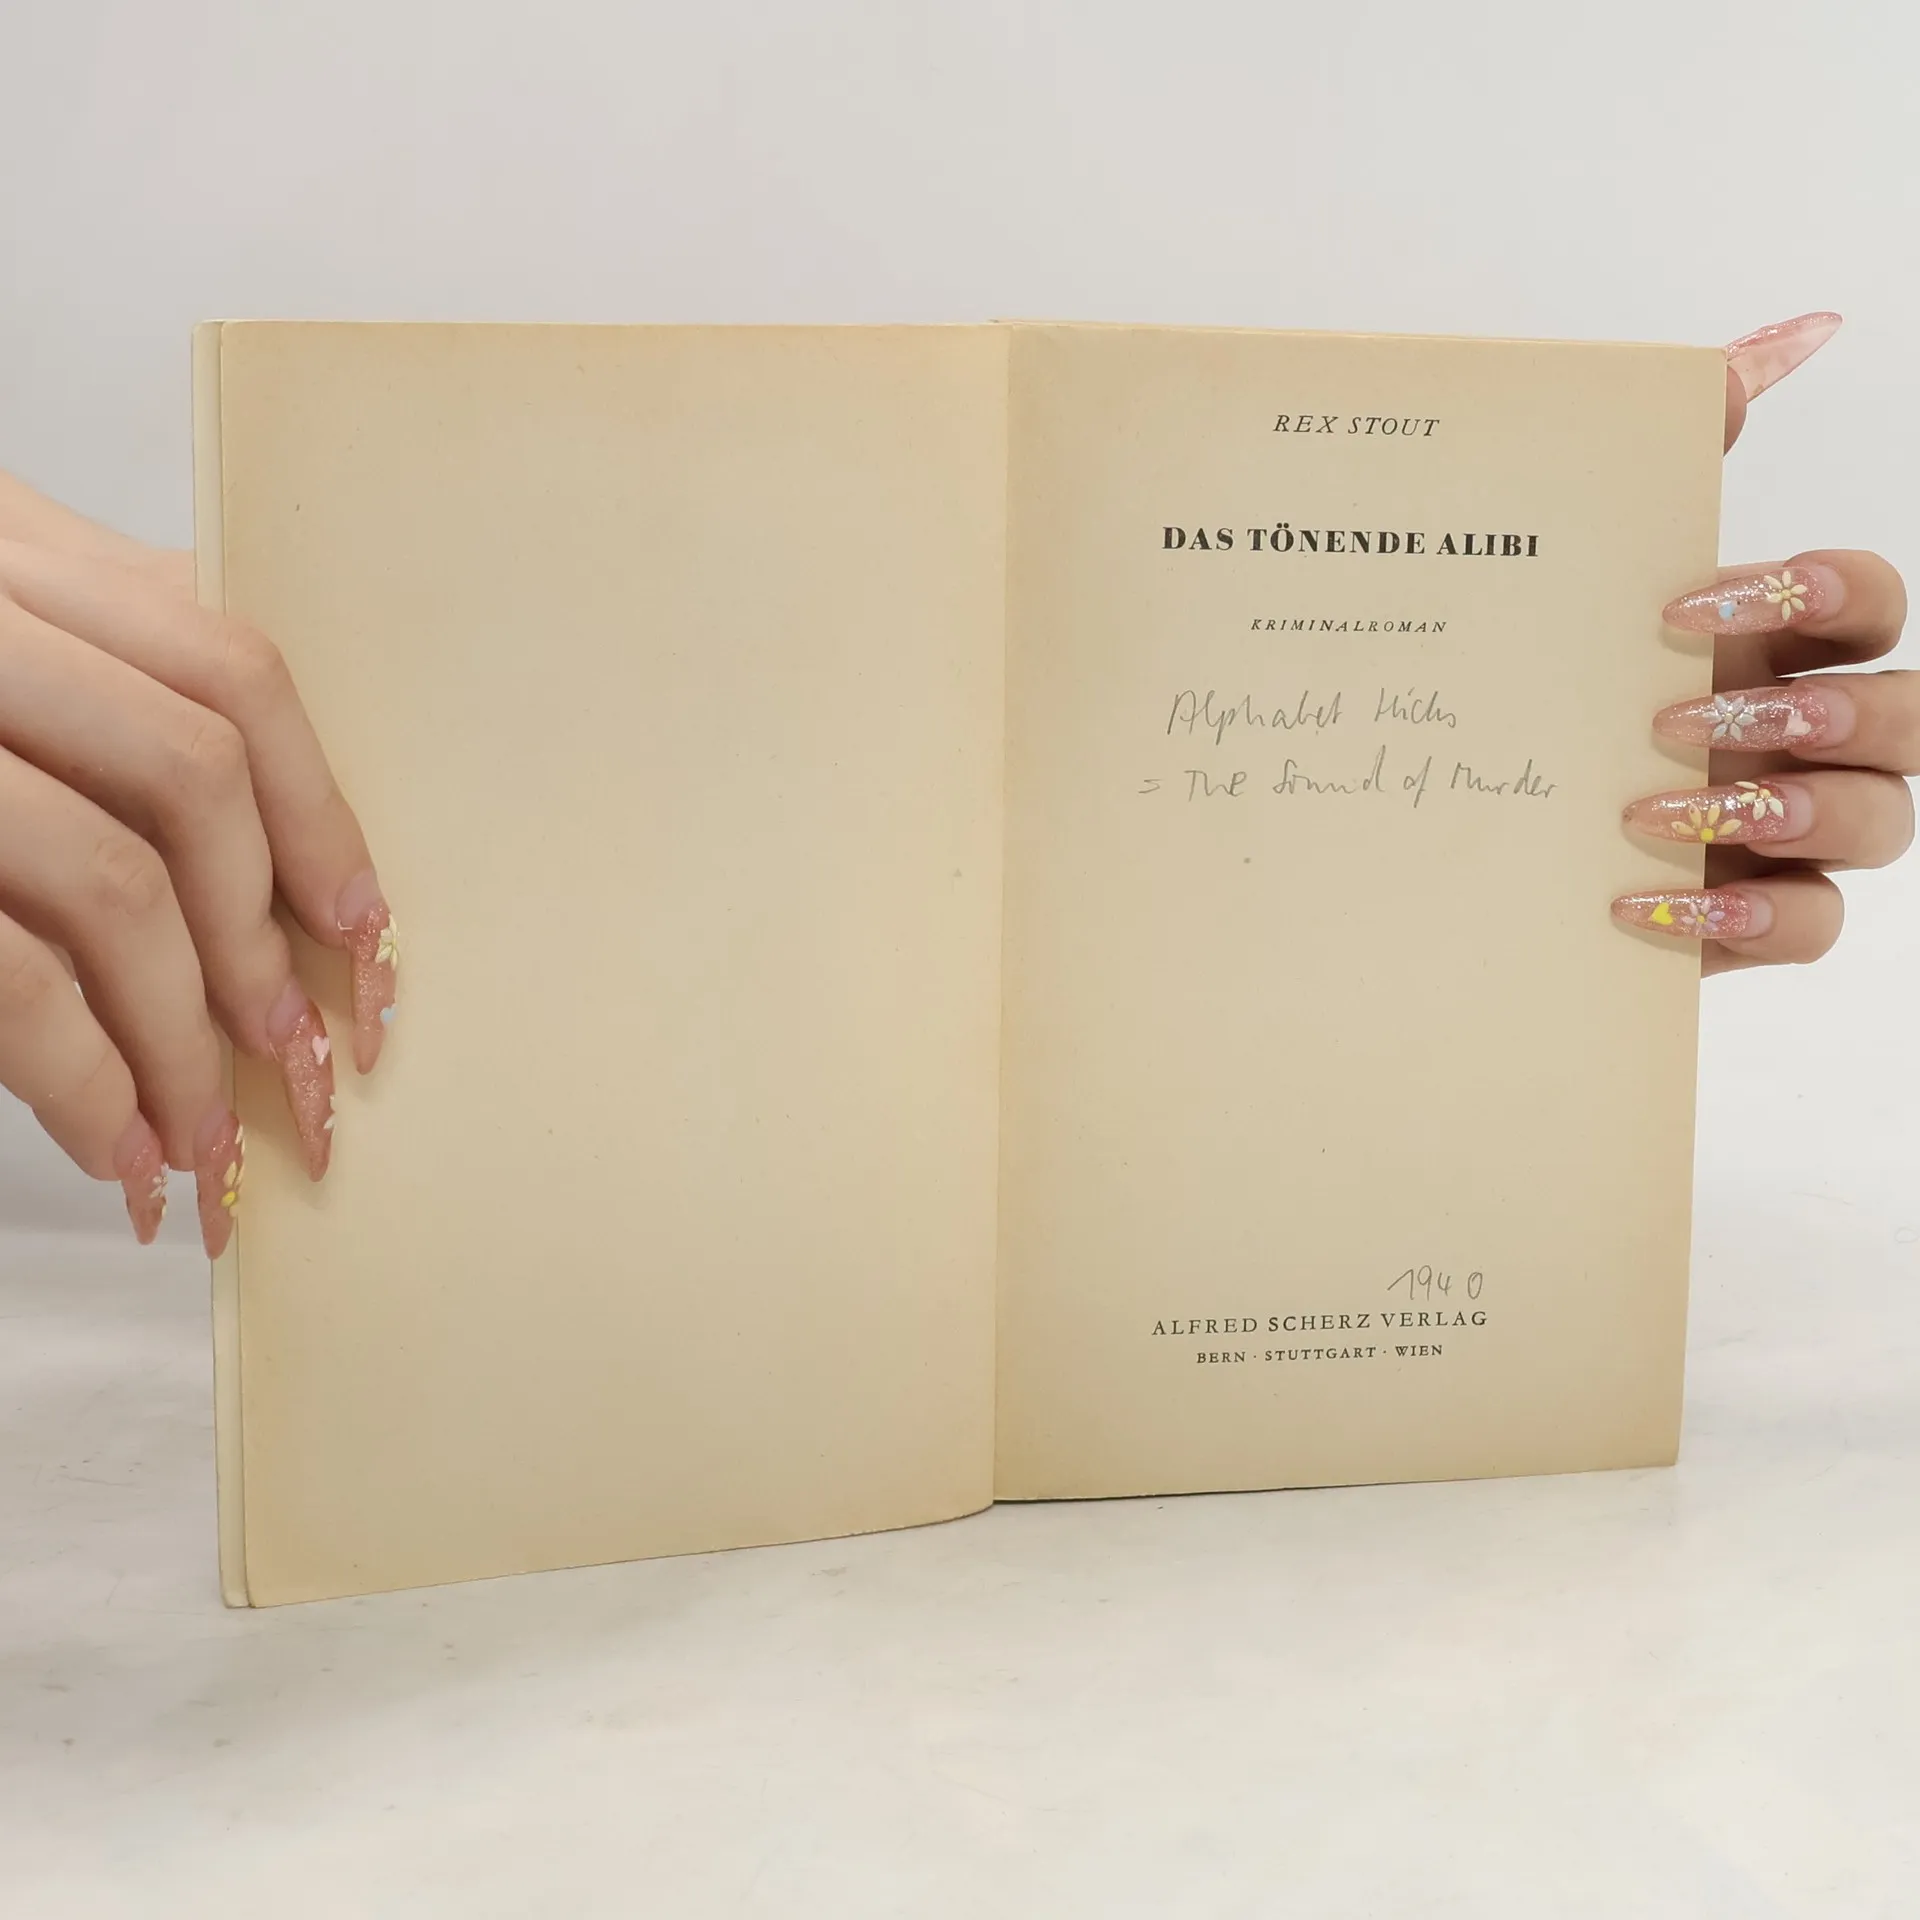 REX STOUT
DAS TÖNENDE ALIBI
KRIMINALROMAN
Alphabet Hicks
= The Sound of Murder
1940
ALFRED SCHERZ VERLAG
BERN · STUTTGART · WIEN